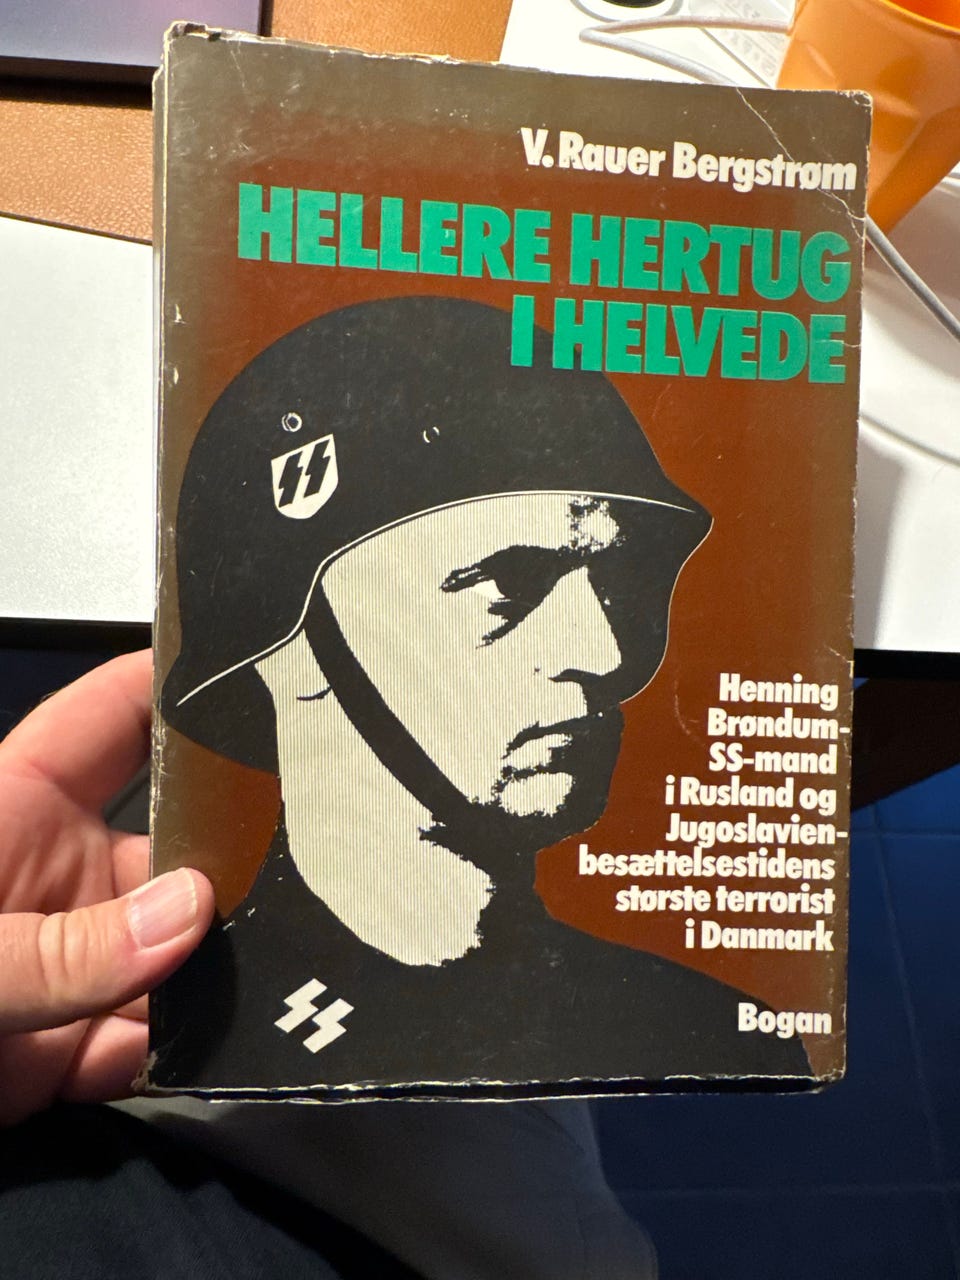 V. Rauer Bergstrøm
HELLERE HERTUG
I HELVEDE
Henning
Brøndum-
SS-mand
i Rusland og
Jugoslavien-
besættelsestidens
største terrorist
i Danmark
Bogan